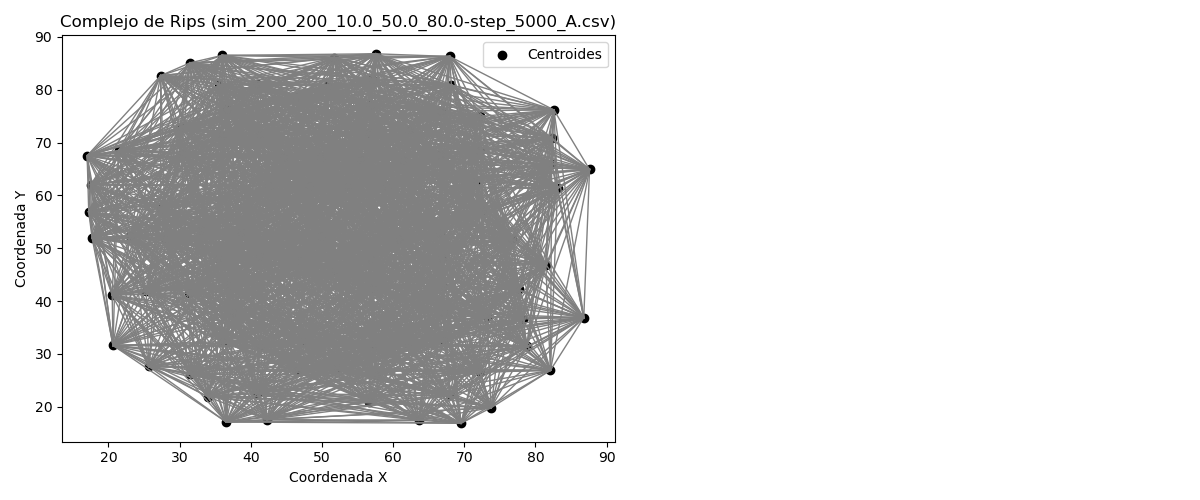 Complejo de Rips (sim_200_200_10.0_50.0_80.0-step_5000_A.csv)
Centroides
Coordenada Y
90
80
70
60
50
40
30
20
20 30 40 50 60 70 80 90
Coordenada X